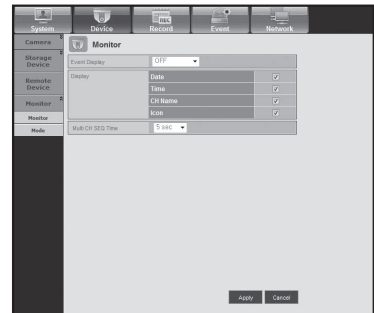 System Device Record Event Network
REC
Camera
Storage Device
Remote Device
Monitor
Monitor
Mode
Monitor
Event Display OFF
Display Date
Time
CH Name
Icon
Multi CH SEQ Time 5 sec
Apply Cancel